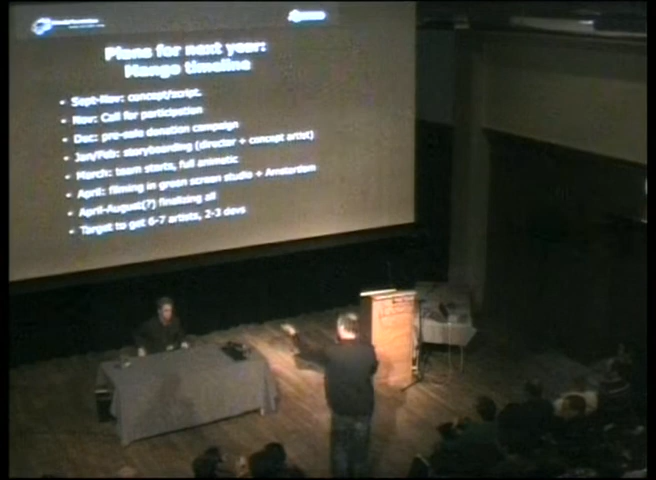 Plans for next year:
Mango timeline
• Sept-Nov: concept/script.
• Nov: Call for participation
• Dec: pre-sale donation campaign
• Jan/Feb: storyboarding (director + concept artist)
• March: team starts, full animatic
• April: filming in green screen studio + Amsterdam
• April-August(?) finalizing all
• Target to get 6-7 artists, 2-3 devs